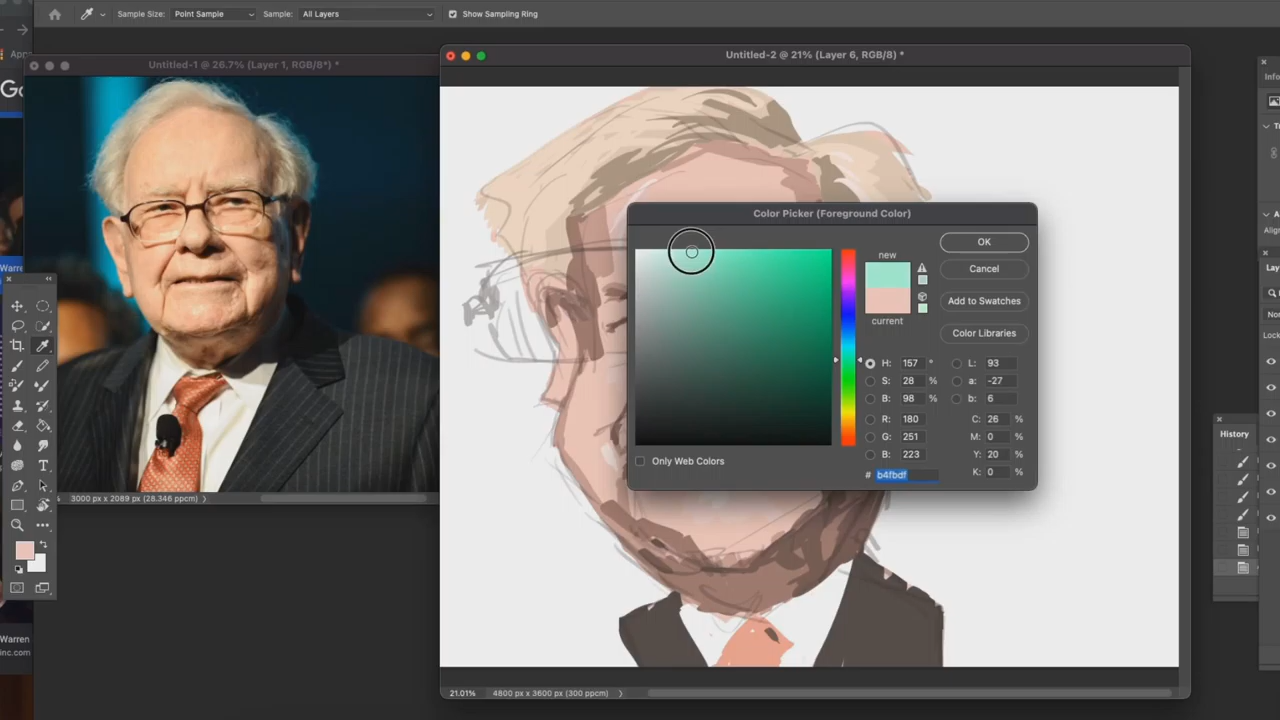 Sample Size: Point Sample Sample: All Layers Show Sampling Ring
Untitled-1 @ 26.7% (Layer 1, RGB/8*) *
Untitled-2 @ 21% (Layer 6, RGB/8) *
Color Picker (Foreground Color)
new
current
OK
Cancel
Add to Swatches
Color Libraries
H: 157 °
S: 28 %
B: 98 %
R: 180
G: 251
B: 223
# b4fbdf
L: 93
a: -27
b: 6
C: 26 %
M: 0 %
Y: 20 %
K: 0 %
Only Web Colors
3000 px x 2089 px (28.346 ppcm)
21.01% 4800 px x 3600 px (300 ppcm)
Info
History
Warren
inc.com